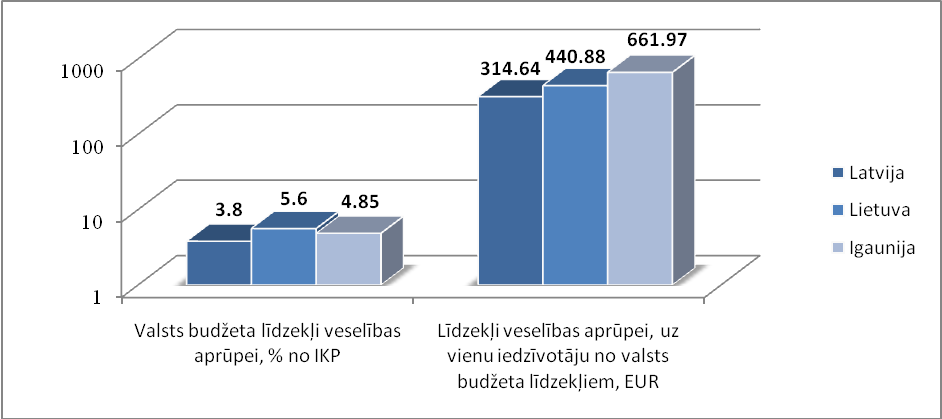 661.97
440.88
314.64
1000
100
5.6
4.85
3.8
10
1
Latvija
Lietuva
Igaunija
Valsts budžeta līdzekļi veselības
aprūpei, % no IKP
Līdzekļi veselības aprūpei, uz
vienu iedzīvotāju no valsts
budžeta līdzekļiem, EUR